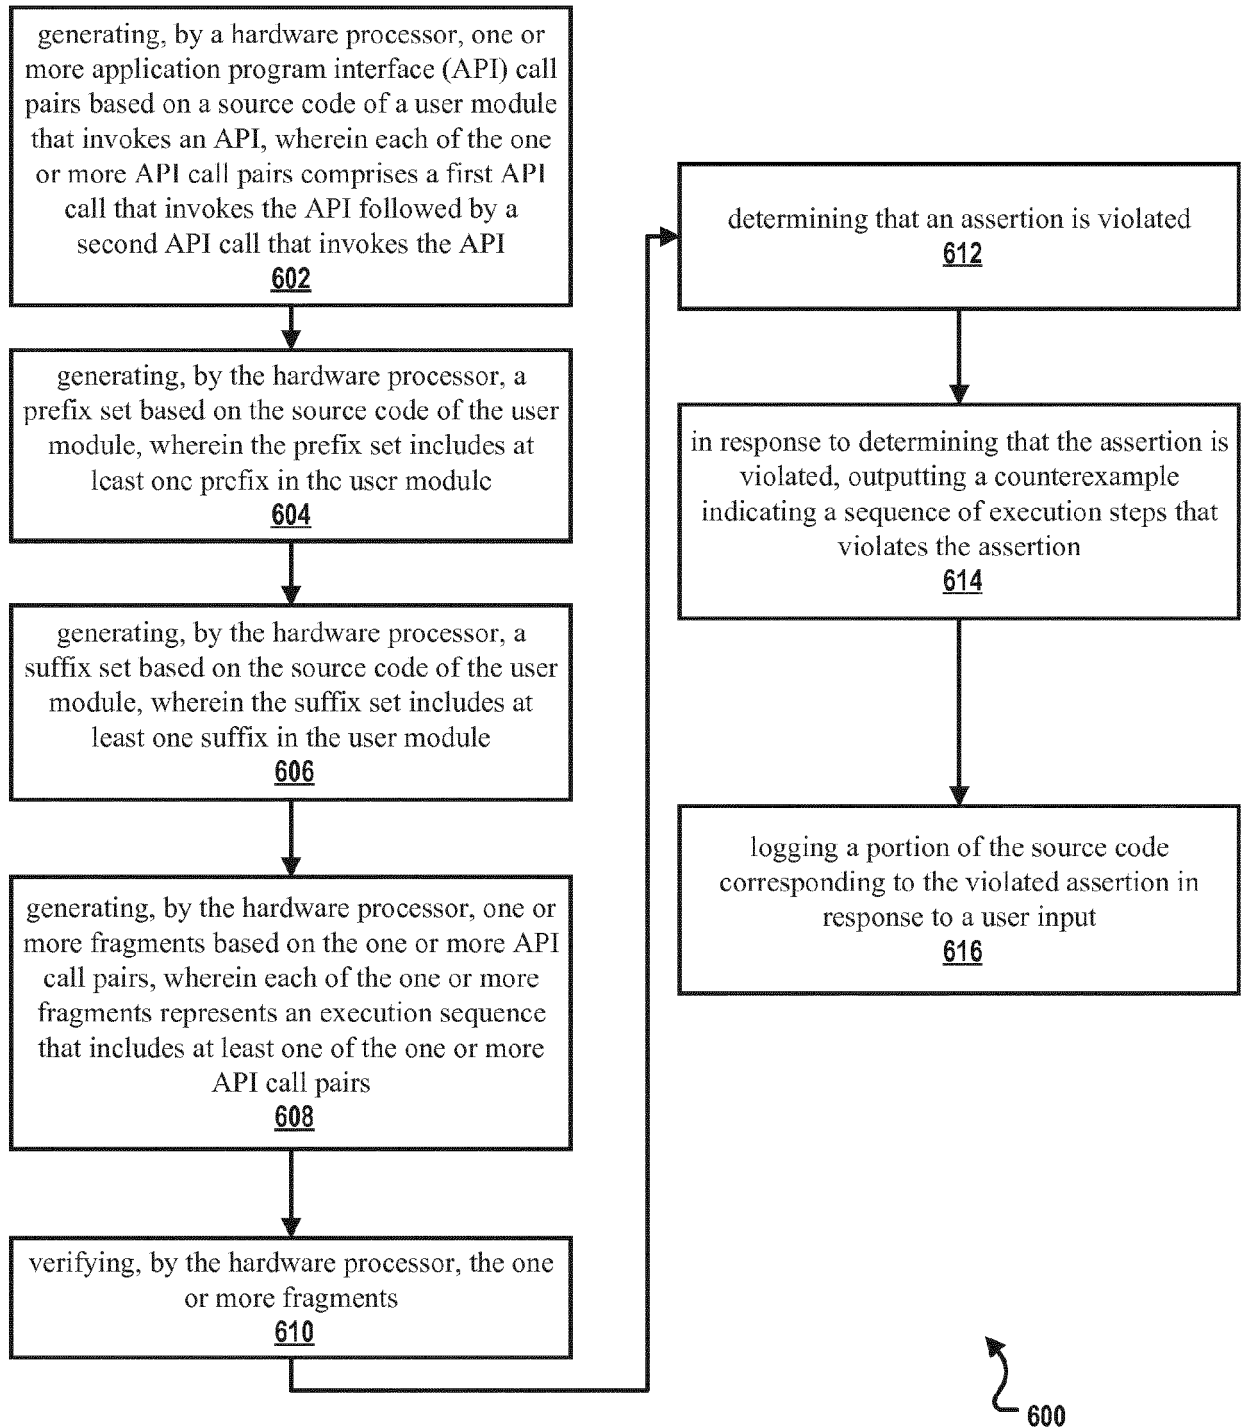 generating, by a hardware processor, one or
more application program interface (API) call
pairs based on a source code of a user module
that invokes an API, wherein each of the one
or more API call pairs comprises a first API
call that invokes the API followed by a
second API call that invokes the API
602
generating, by the hardware processor, a
prefix set based on the source code of the user
module, wherein the prefix set includes at
least one prefix in the user module
604
generating, by the hardware processor, a
suffix set based on the source code of the user
module, wherein the suffix set includes at
least one suffix in the user module
606
generating, by the hardware processor, one or
more fragments based on the one or more API
call pairs, wherein each of the one or more
fragments represents an execution sequence
that includes at least one of the one or more
API call pairs
608
verifying, by the hardware processor, the one
or more fragments
610
determining that an assertion is violated
612
in response to determining that the assertion is
violated, outputting a counterexample
indicating a sequence of execution steps that
violates the assertion
614
logging a portion of the source code
corresponding to the violated assertion in
response to a user input
616
600